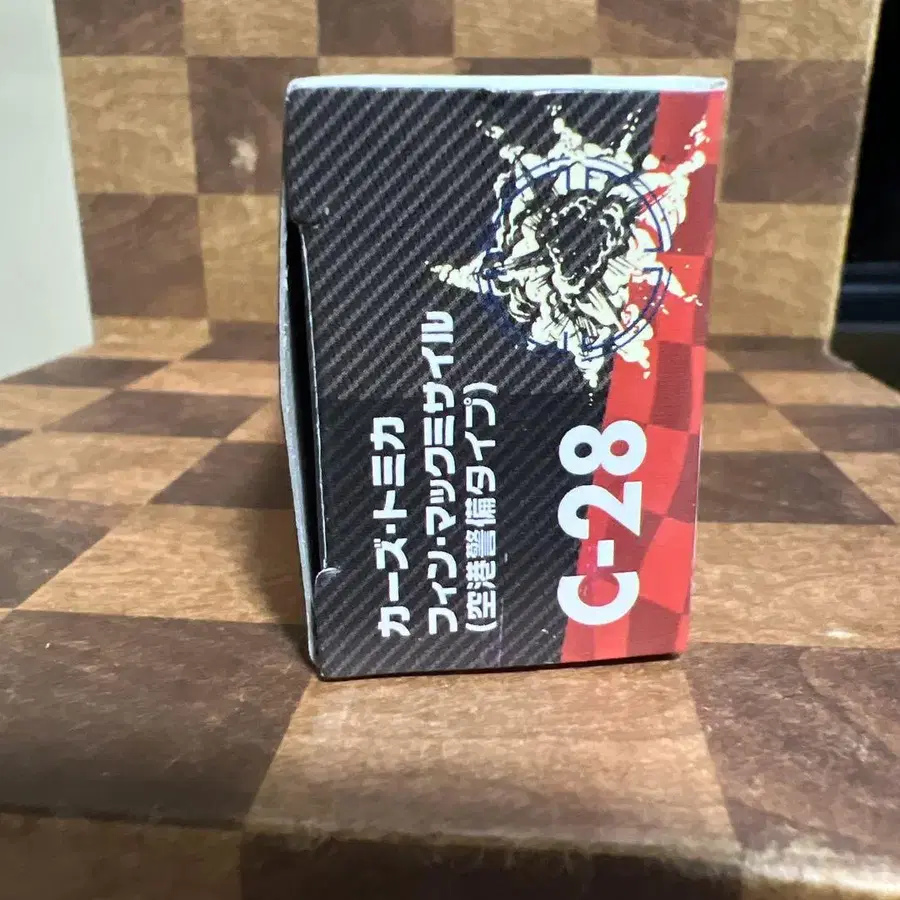 カーズ・トミカ
フィン・マックミサイル
(空港警備タイプ)
C-28